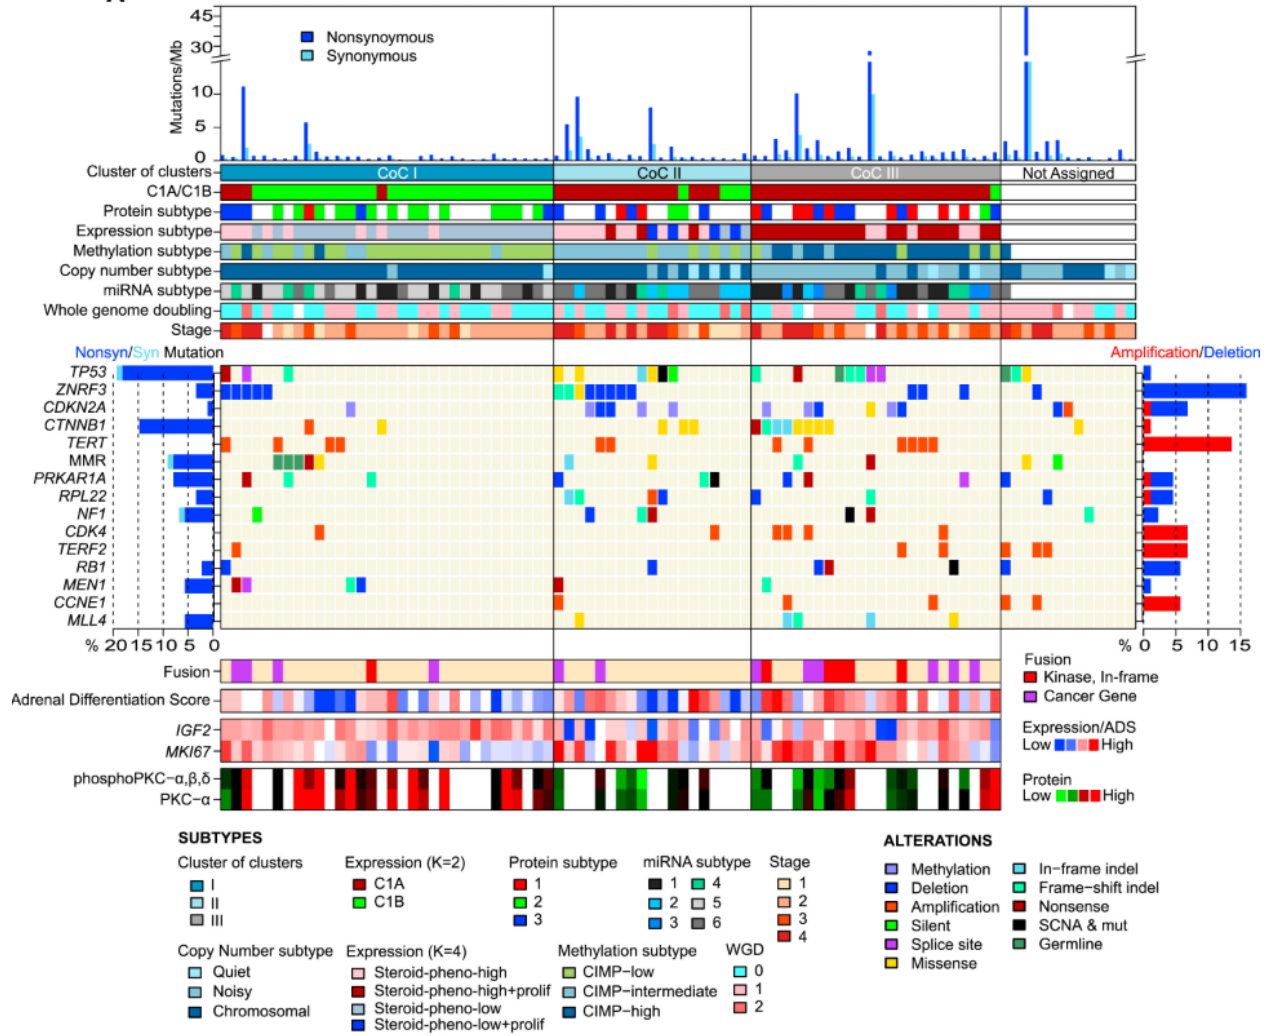 A
45
30
10
5
0
Mutations/Mb
Nonsynoymous
Synonymous
Cluster of clusters
CoC I
CoC II
CoC III
Not Assigned
C1A/C1B
Protein subtype
Expression subtype
Methylation subtype
Copy number subtype
miRNA subtype
Whole genome doubling
Stage
Nonsyn/Syn Mutation
Amplification/Deletion
TP53
ZNRF3
CDKN2A
CTNNB1
TERT
MMR
PRKAR1A
RPL22
NF1
CDK4
TERF2
RB1
MEN1
CCNE1
MLL4
% 20 15 10 5 0
% 0 5 10 15
Fusion
Adrenal Differentiation Score
IGF2
MKI67
phosphoPKC−α,β,δ
PKC−α
Fusion
Kinase, In-frame
Cancer Gene
Expression/ADS
Low High
Protein
Low High
SUBTYPES
Cluster of clusters
I
II
III
Expression (K=2)
C1A
C1B
Protein subtype
1
2
3
miRNA subtype
1 4
2 5
3 6
Stage
1
2
3
4
Copy Number subtype
Quiet
Noisy
Chromosomal
Expression (K=4)
Steroid-pheno-high
Steroid-pheno-high+prolif
Steroid-pheno-low
Steroid-pheno-low+prolif
Methylation subtype
CIMP−low
CIMP−intermediate
CIMP−high
WGD
0
1
2
ALTERATIONS
Methylation
Deletion
Amplification
Silent
Splice site
Missense
In−frame indel
Frame−shift indel
Nonsense
SCNA & mut
Germline